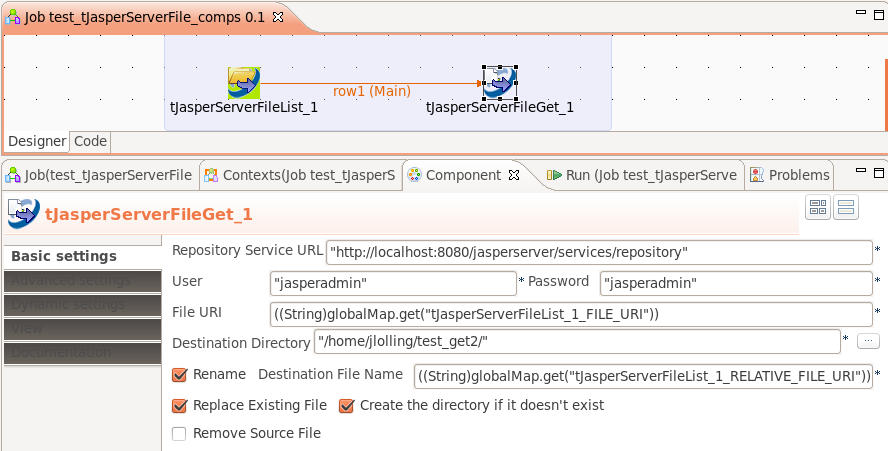 Job test_tJasperServerFile_comps 0.1
row1 (Main)
tJasperServerFileList_1 tJasperServerFileGet_1
Designer Code
Job(test_tJasperServerFile Contexts(Job test_tJasperS Component Run (Job test_tJasperServe Problems
tJasperServerFileGet_1
Basic settings
Advanced settings
Dynamic settings
View
Documentation
Repository Service URL "http://localhost:8080/jasperserver/services/repository" *
User "jasperadmin" * Password "jasperadmin" *
File URI ((String)globalMap.get("tJasperServerFileList_1_FILE_URI")) *
Destination Directory "/home/jlolling/test_get2/" * ...
Rename Destination File Name ((String)globalMap.get("tJasperServerFileList_1_RELATIVE_FILE_URI")) *
Replace Existing File Create the directory if it doesn't exist
Remove Source File